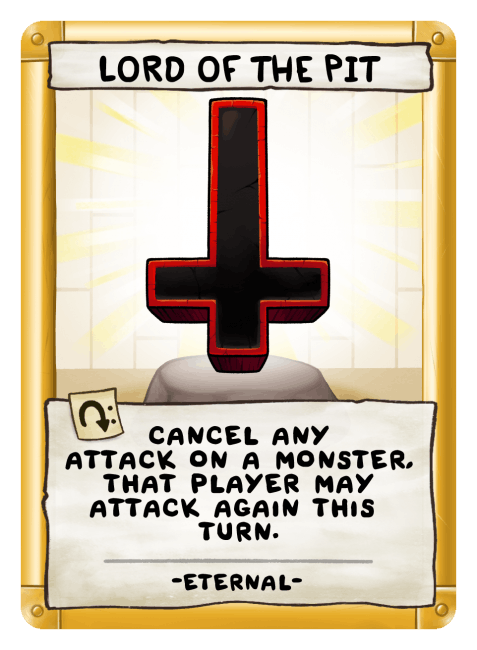 LORD OF THE PIT
CANCEL ANY
ATTACK ON A MONSTER.
THAT PLAYER MAY
ATTACK AGAIN THIS
TURN.
-ETERNAL-